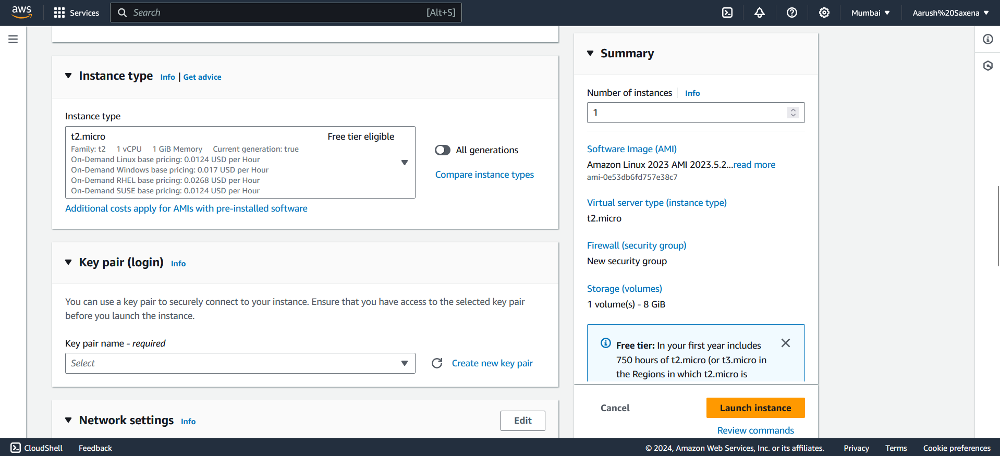 aws
Services
Search
[Alt+S]
Mumbai
Aarush%20Saxena
Instance type
Info | Get advice
Instance type
t2.micro
Free tier eligible
Family: t2 1 vCPU 1 GiB Memory Current generation: true
On-Demand Linux base pricing: 0.0124 USD per Hour
On-Demand Windows base pricing: 0.017 USD per Hour
On-Demand RHEL base pricing: 0.0268 USD per Hour
On-Demand SUSE base pricing: 0.0124 USD per Hour
All generations
Compare instance types
Additional costs apply for AMIs with pre-installed software
Key pair (login)
Info
You can use a key pair to securely connect to your instance. Ensure that you have access to the selected key pair
before you launch the instance.
Key pair name - required
Select
Create new key pair
Network settings
Info
Edit
Summary
Number of instances
Info
1
Software Image (AMI)
Amazon Linux 2023 AMI 2023.5.2...read more
ami-0e53db6fd757e38c7
Virtual server type (instance type)
t2.micro
Firewall (security group)
New security group
Storage (volumes)
1 volume(s) - 8 GiB
Free tier: In your first year includes
750 hours of t2.micro (or t3.micro in
the Regions in which t2.micro is
Cancel
Launch instance
Review commands
CloudShell
Feedback
© 2024, Amazon Web Services, Inc. or its affiliates.
Privacy
Terms
Cookie preferences